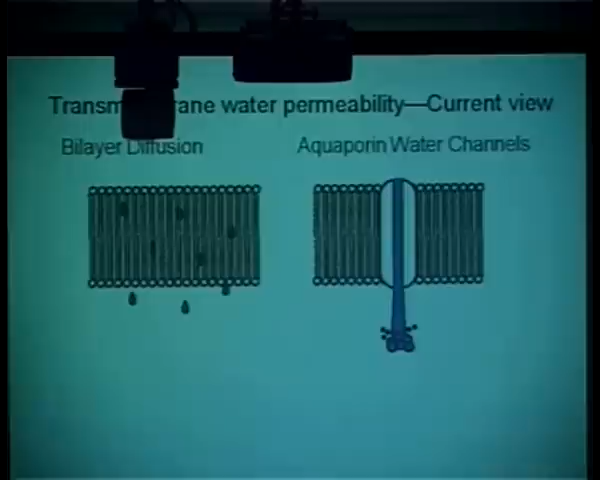 Transm rane water permeability—Current view
Bilayer Diffusion
Aquaporin Water Channels